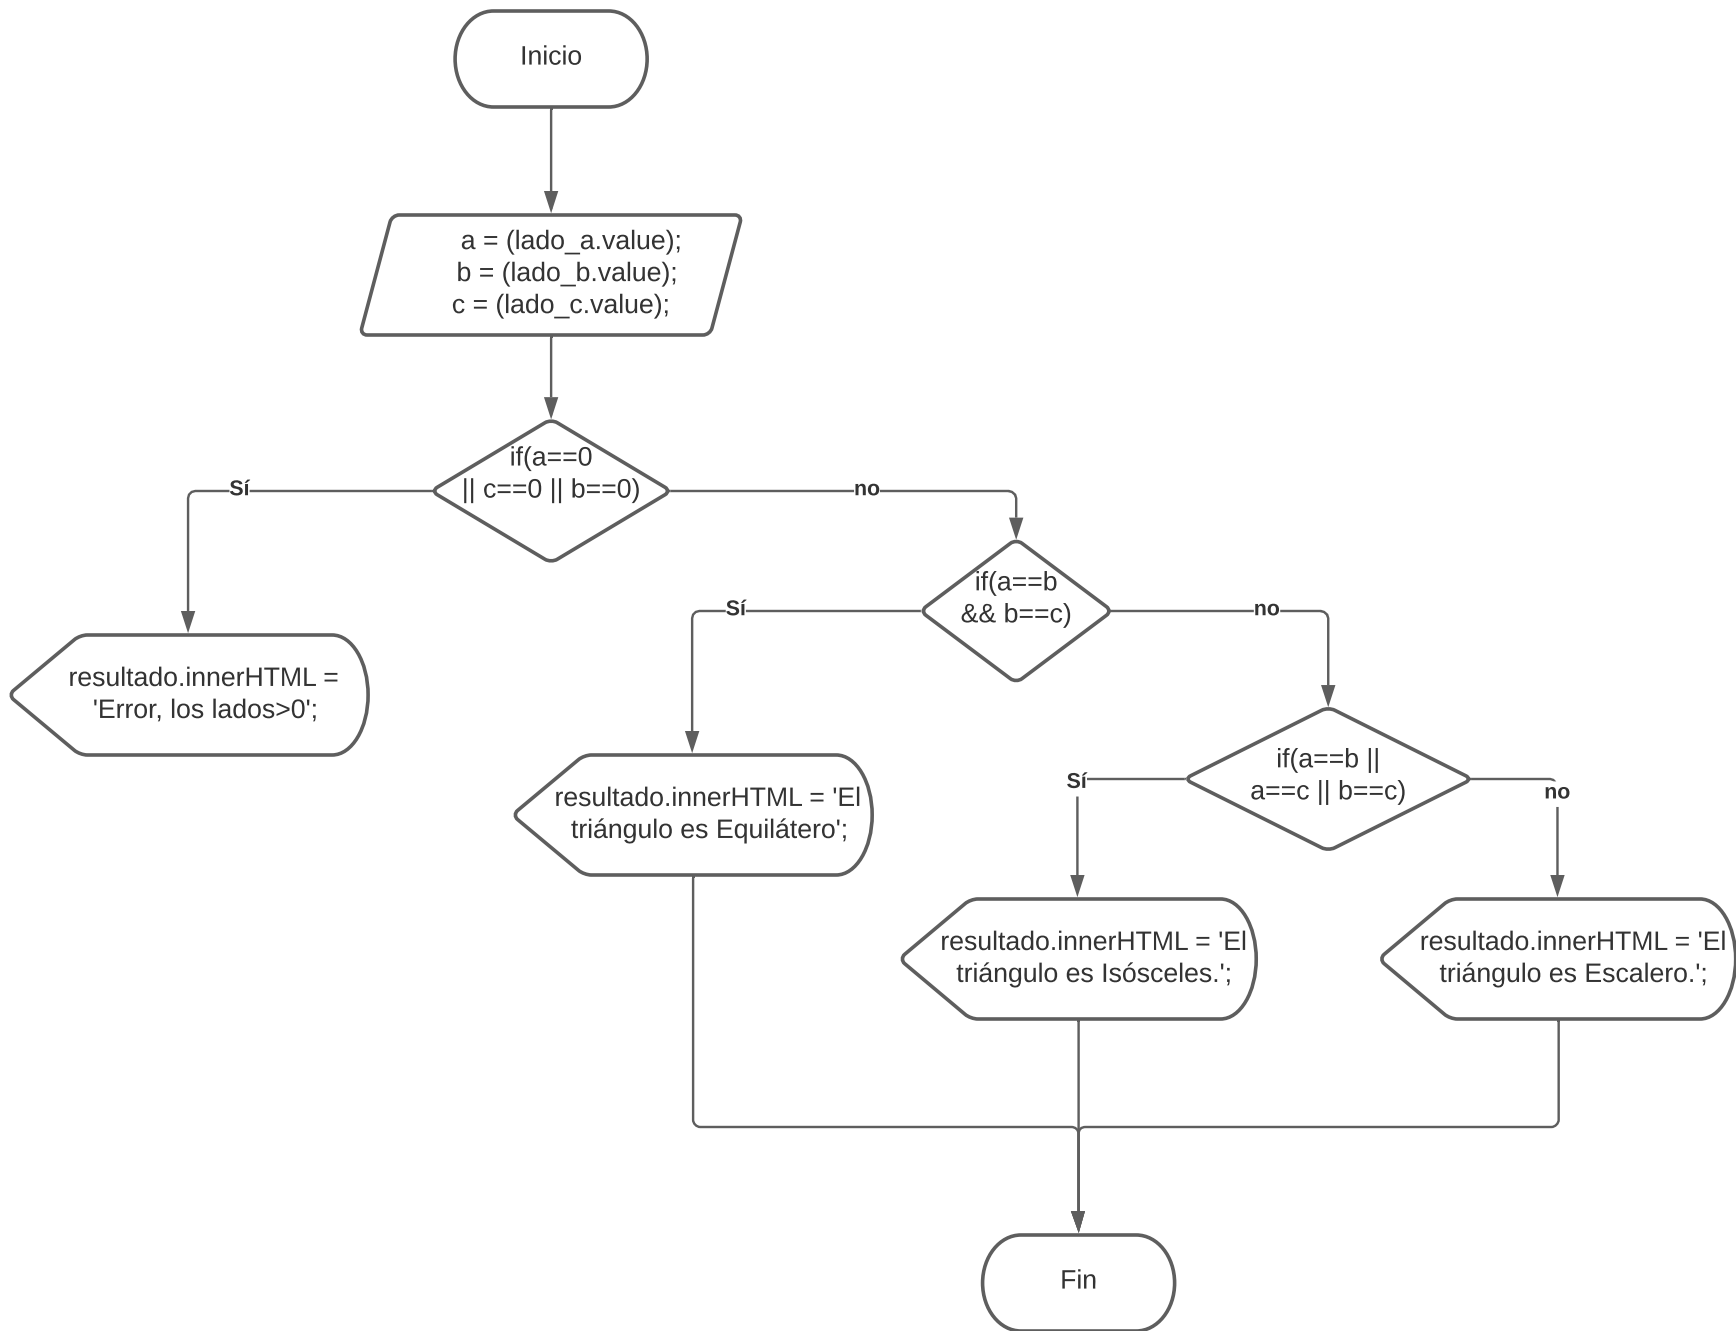 Inicio
a = (lado_a.value);
b = (lado_b.value);
c = (lado_c.value);
if(a==0
|| c==0 || b==0)
Sí
no
if(a==b
&& b==c)
Sí
no
resultado.innerHTML =
'Error, los lados>0';
if(a==b ||
a==c || b==c)
Sí
no
resultado.innerHTML = 'El
triángulo es Equilátero';
resultado.innerHTML = 'El
triángulo es Isósceles.';
resultado.innerHTML = 'El
triángulo es Escalero.';
Fin